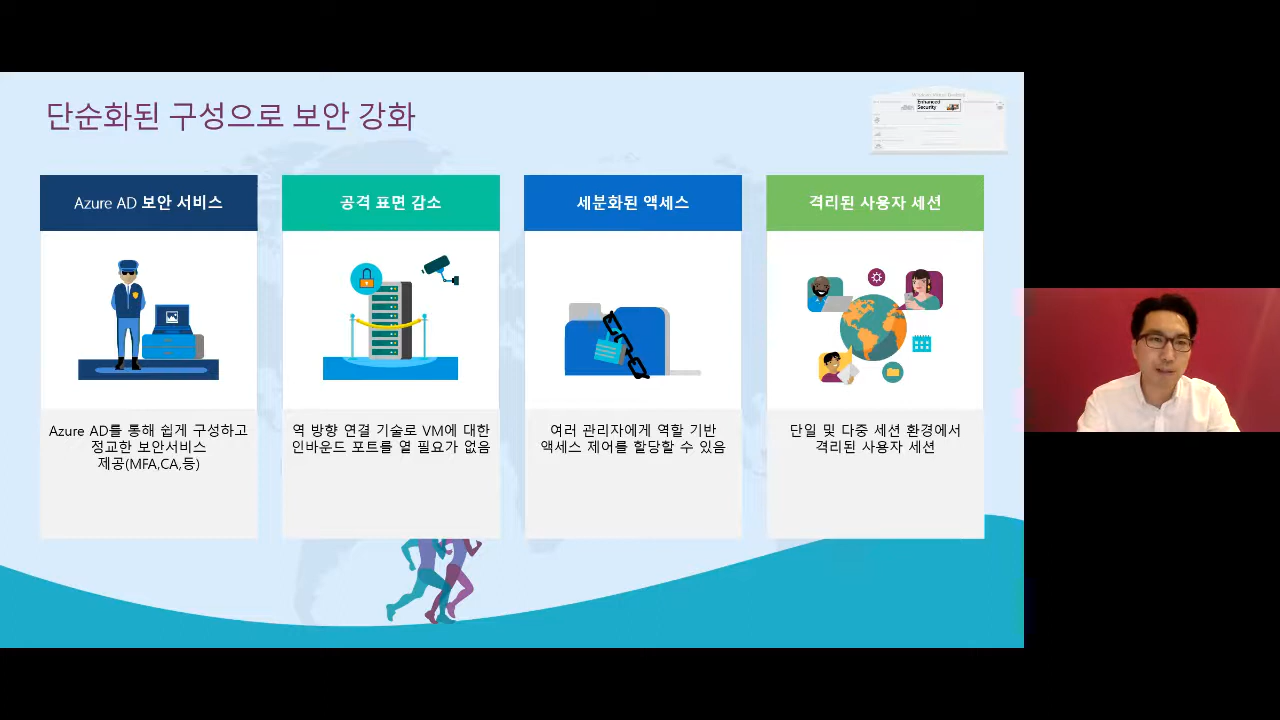 단순화된 구성으로 보안 강화
Enhanced
Security
Azure AD 보안 서비스
공격 표면 감소
세분화된 액세스
격리된 사용자 세션
Azure AD를 통해 쉽게 구성하고
정교한 보안서비스
제공(MFA,CA,등)
역 방향 연결 기술로 VM에 대한
인바운드 포트를 열 필요가 없음
여러 관리자에게 역할 기반
액세스 제어를 할당할 수 있음
단일 및 다중 세션 환경에서
격리된 사용자 세션